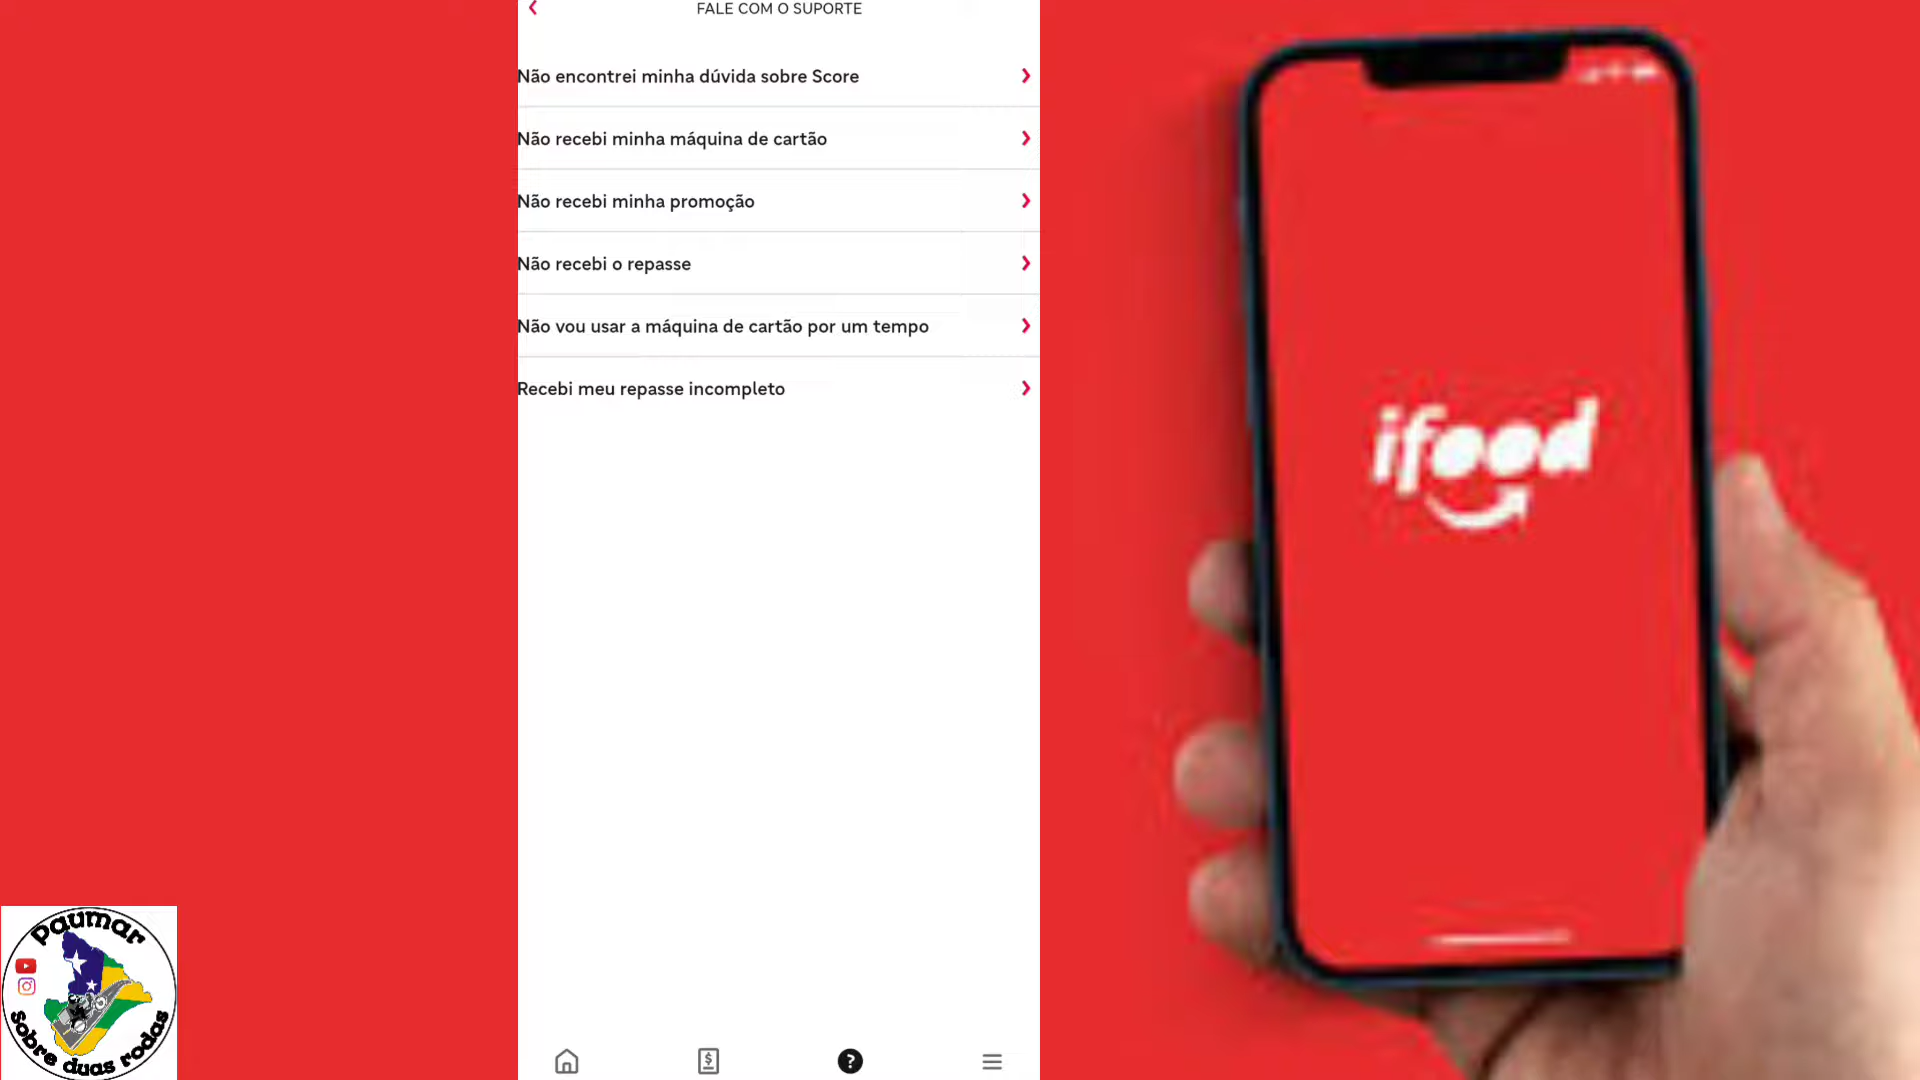 FALE COM O SUPORTE
Não encontrei minha dúvida sobre Score
Não recebi minha máquina de cartão
Não recebi minha promoção
Não recebi o repasse
Não vou usar a máquina de cartão por um tempo
Recebi meu repasse incompleto
ifood
paumar
sobre duas rodas